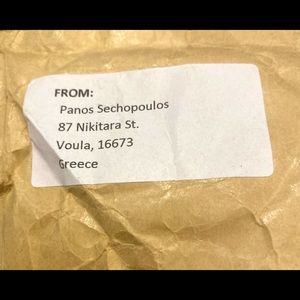 FROM:
Panos Sechopoulos
87 Nikitara St.
Voula, 16673
Greece